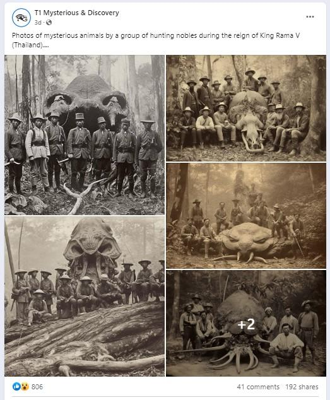 T1 Mysterious & Discovery
3d ·
Photos of mysterious animals by a group of hunting nobles during the reign of King Rama V
(Thailand)....
+2
806
41 comments 292 shares